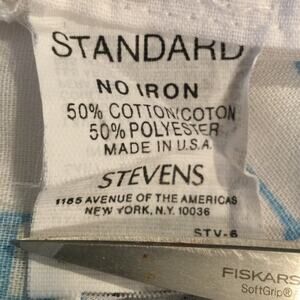 STANDARD
NO IRON
50% COTTON/COTON
50% POLYESTER
MADE IN U.S.A.
STEVENS
1185 AVENUE OF THE AMERICAS
NEW YORK, N.Y. 10036
STV-6
FISKARS
SoftGrip®